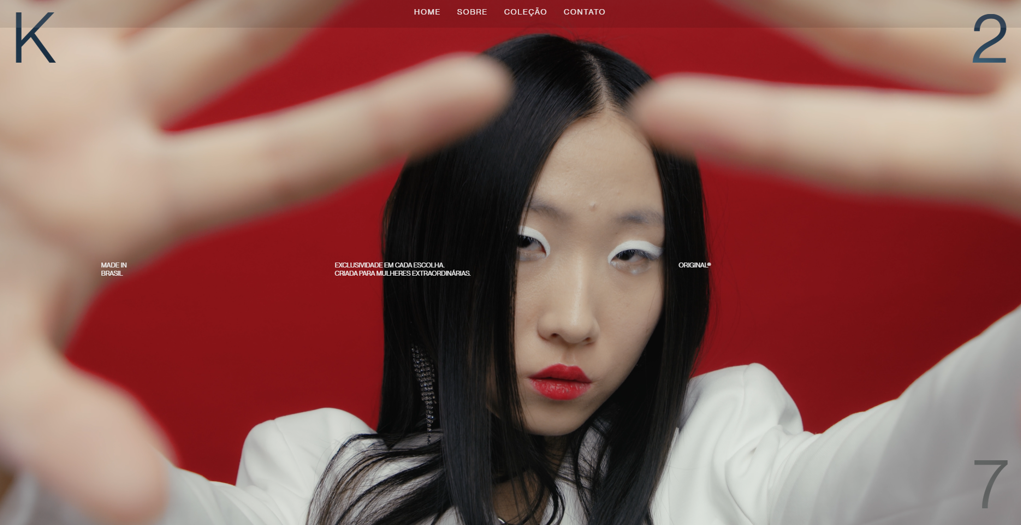 K
HOME SOBRE COLEÇÃO CONTATO
2
MADE IN
BRASIL
EXCLUSIVIDADE EM CADA ESCOLHA.
CRIADA PARA MULHERES EXTRAORDINÁRIAS.
ORIGINAL®
7